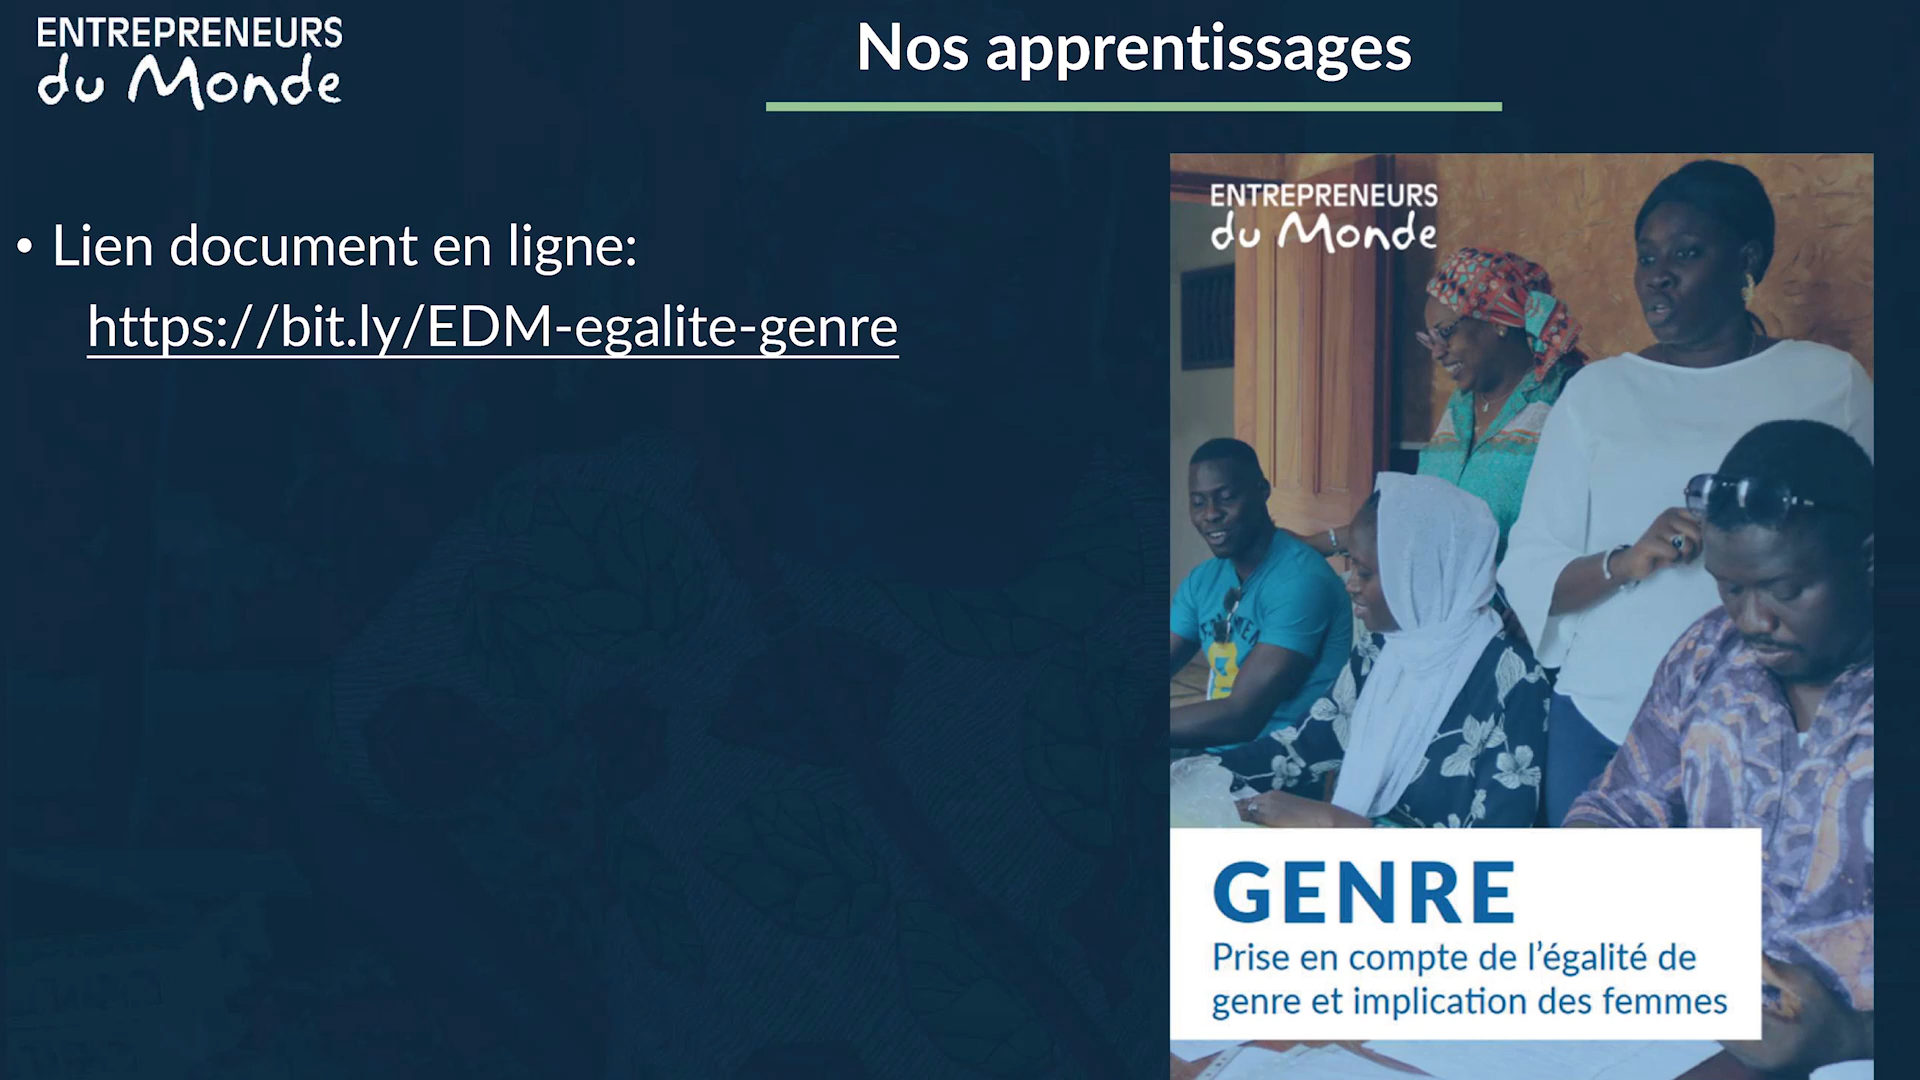 ENTREPRENEURS
du Monde
Nos apprentissages
• Lien document en ligne:
https://bit.ly/EDM-egalite-genre
ENTREPRENEURS
du Monde
GENRE
Prise en compte de l'égalité de
genre et implication des femmes